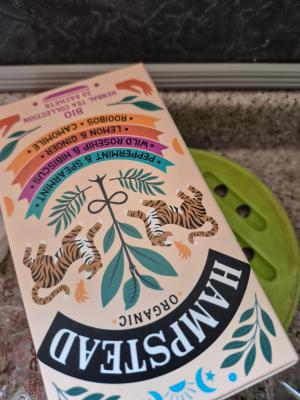 HAMPSTEAD
· ORGANIC ·
PEPPERMINT & SPEARMINT
• WILD ROSEHIP & HIBISCUS •
LEMON & GINGER •
ROOIBOS • CAMOMILE
BIO
HERBAL TEA COLLECTION
20 SACHETS